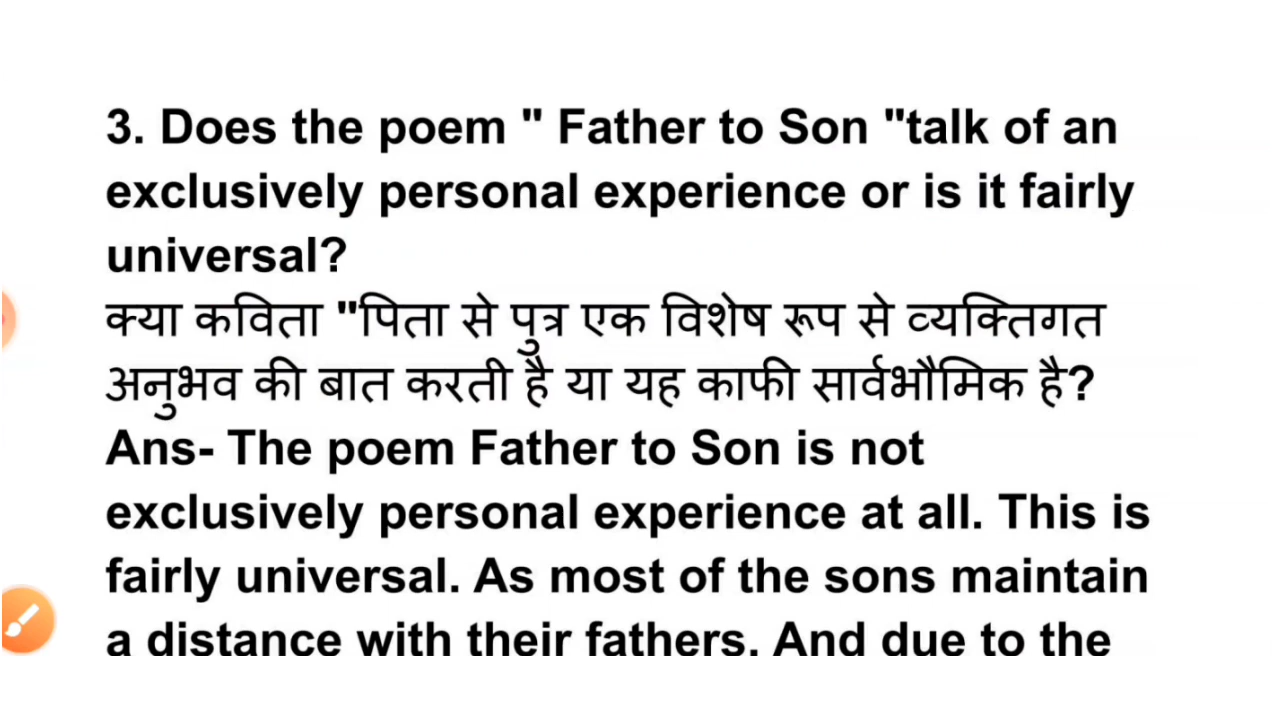 3. Does the poem " Father to Son "talk of an
exclusively personal experience or is it fairly
universal?
क्या कविता "पिता से पुत्र एक विशेष रूप से व्यक्तिगत
अनुभव की बात करती है या यह काफी सार्वभौमिक है?
Ans- The poem Father to Son is not
exclusively personal experience at all. This is
fairly universal. As most of the sons maintain
a distance with their fathers. And due to the